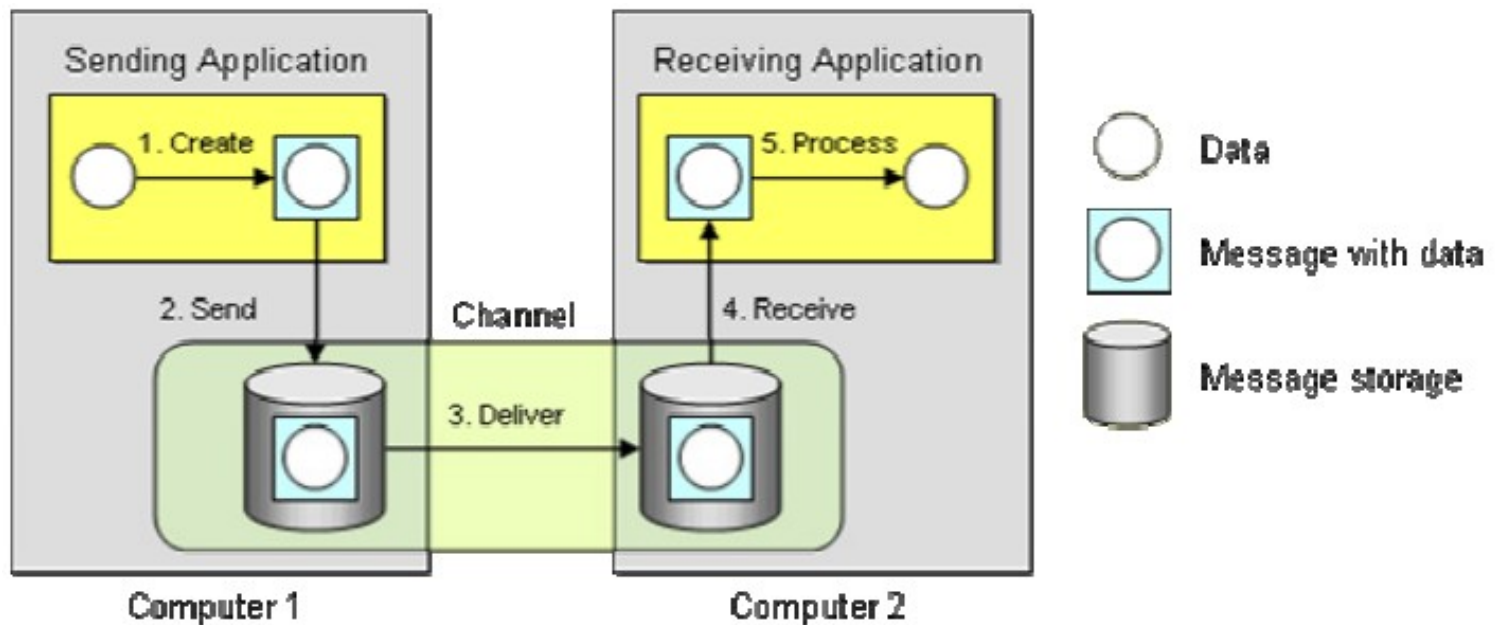 Sending Application
Receiving Application
1. Create
5. Process
Data
Message with data
2. Send
Channel
4. Receive
Message storage
3. Deliver
Computer 1
Computer 2